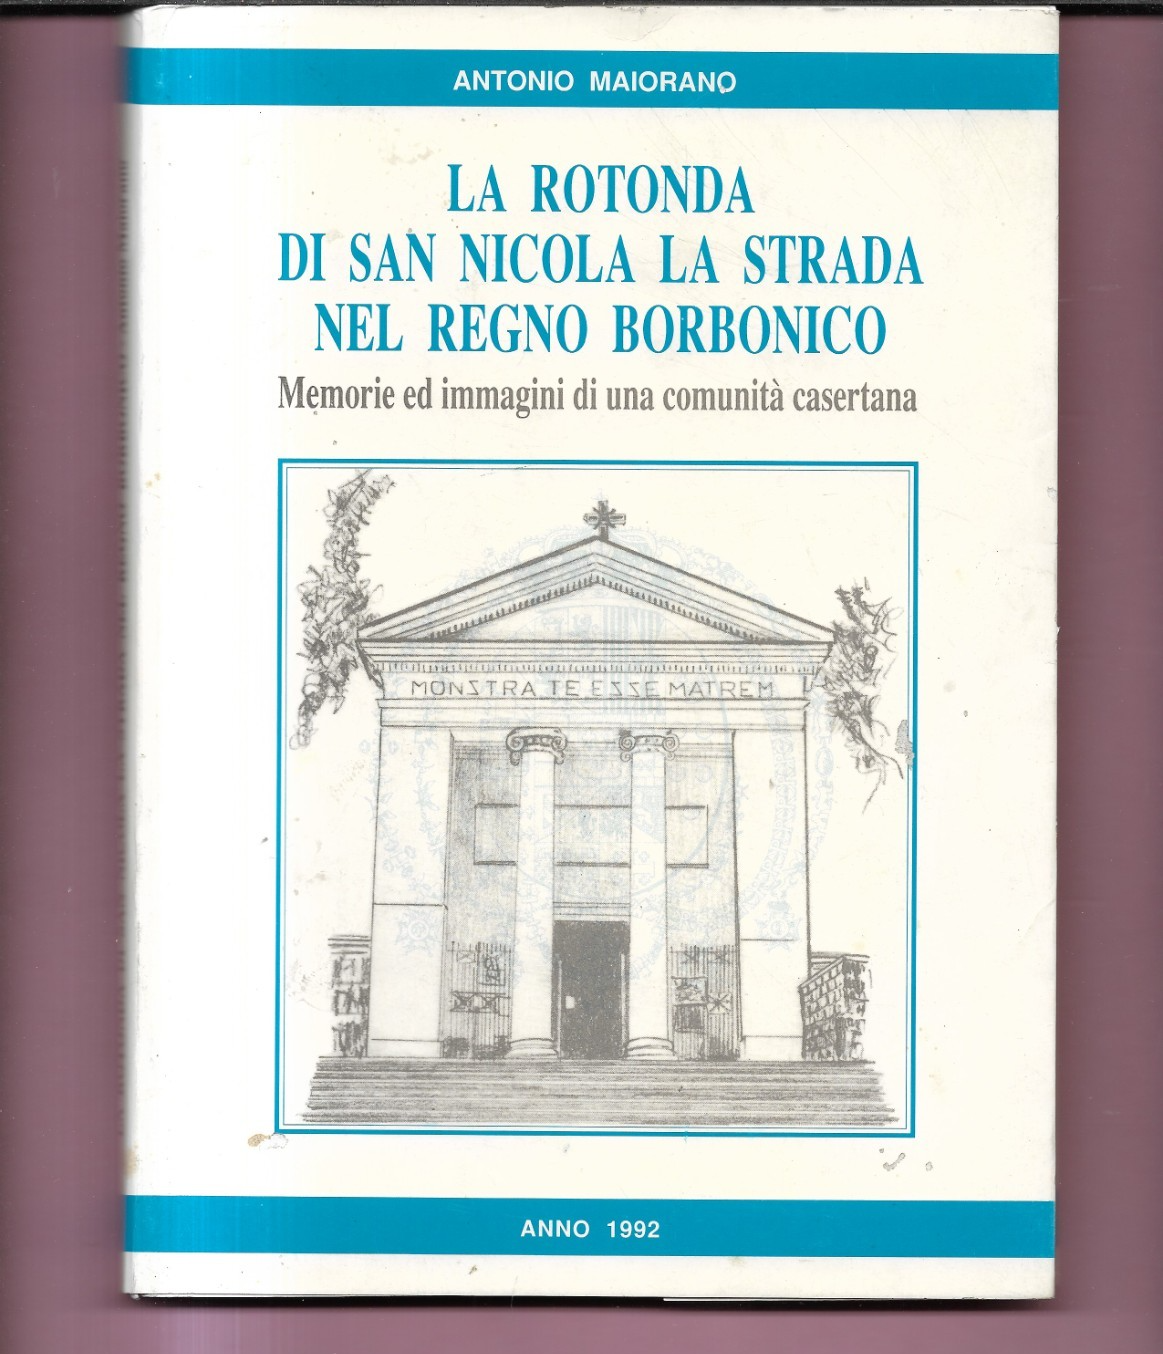 ANTONIO MAIORANO
LA ROTONDA
DI SAN NICOLA LA STRADA
NEL REGNO BORBONICO
Memorie ed immagini di una comunità casertana
MONSTRA TE ESSE MATREM
ANNO 1992